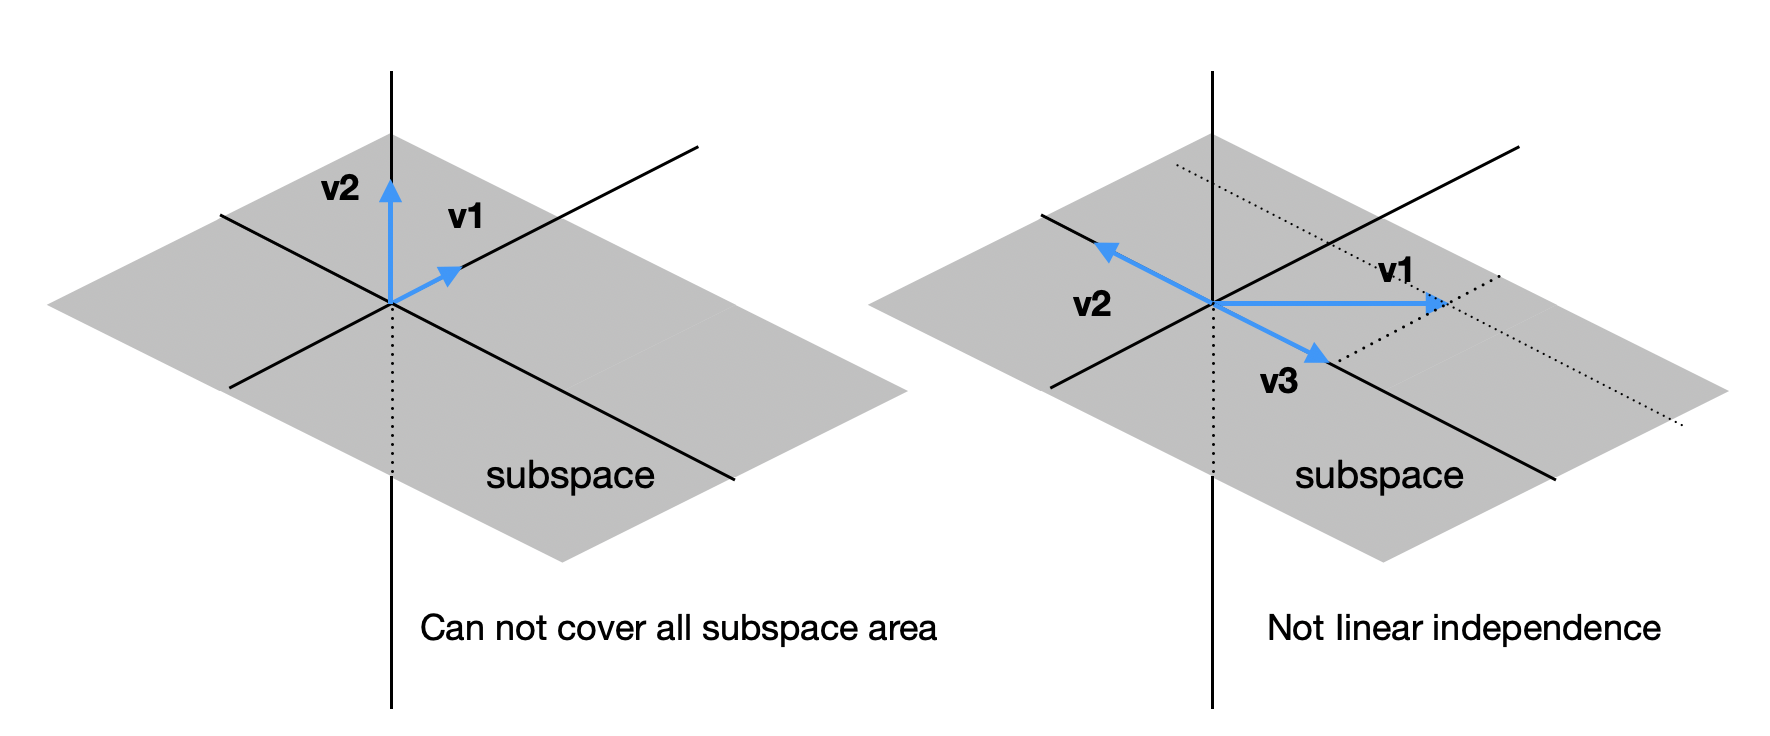 v2
v1
subspace
Can not cover all subspace area
v1
v2
v3
subspace
Not linear independence